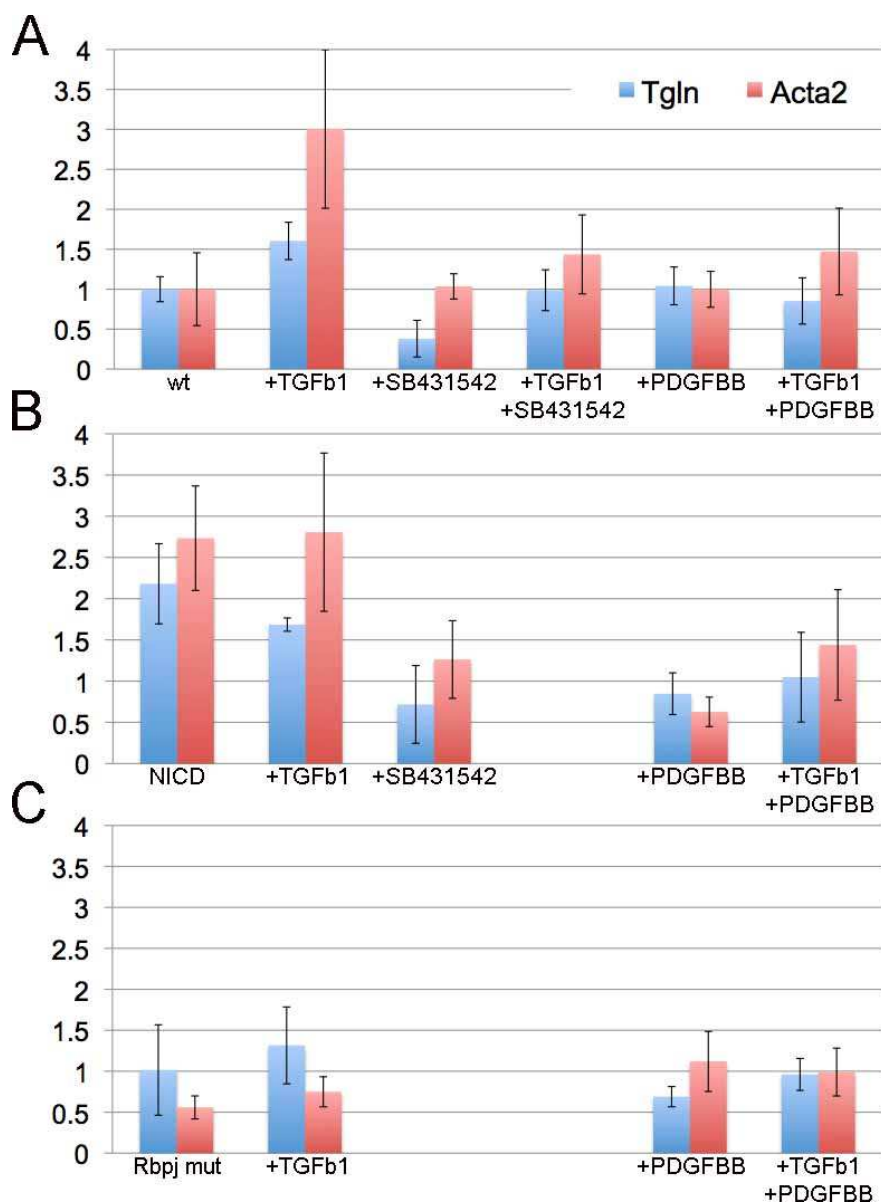 A
4
3.5
3
2.5
2
1.5
1
0.5
0
Tgln Acta2
wt +TGFb1 +SB431542 +TGFb1 +PDGFBB +TGFb1
+SB431542 +PDGFBB
B
4
3.5
3
2.5
2
1.5
1
0.5
0
NICD +TGFb1 +SB431542 +PDGFBB +TGFb1
+PDGFBB
C
4
3.5
3
2.5
2
1.5
1
0.5
0
Rbpj mut +TGFb1 +PDGFBB +TGFb1
+PDGFBB